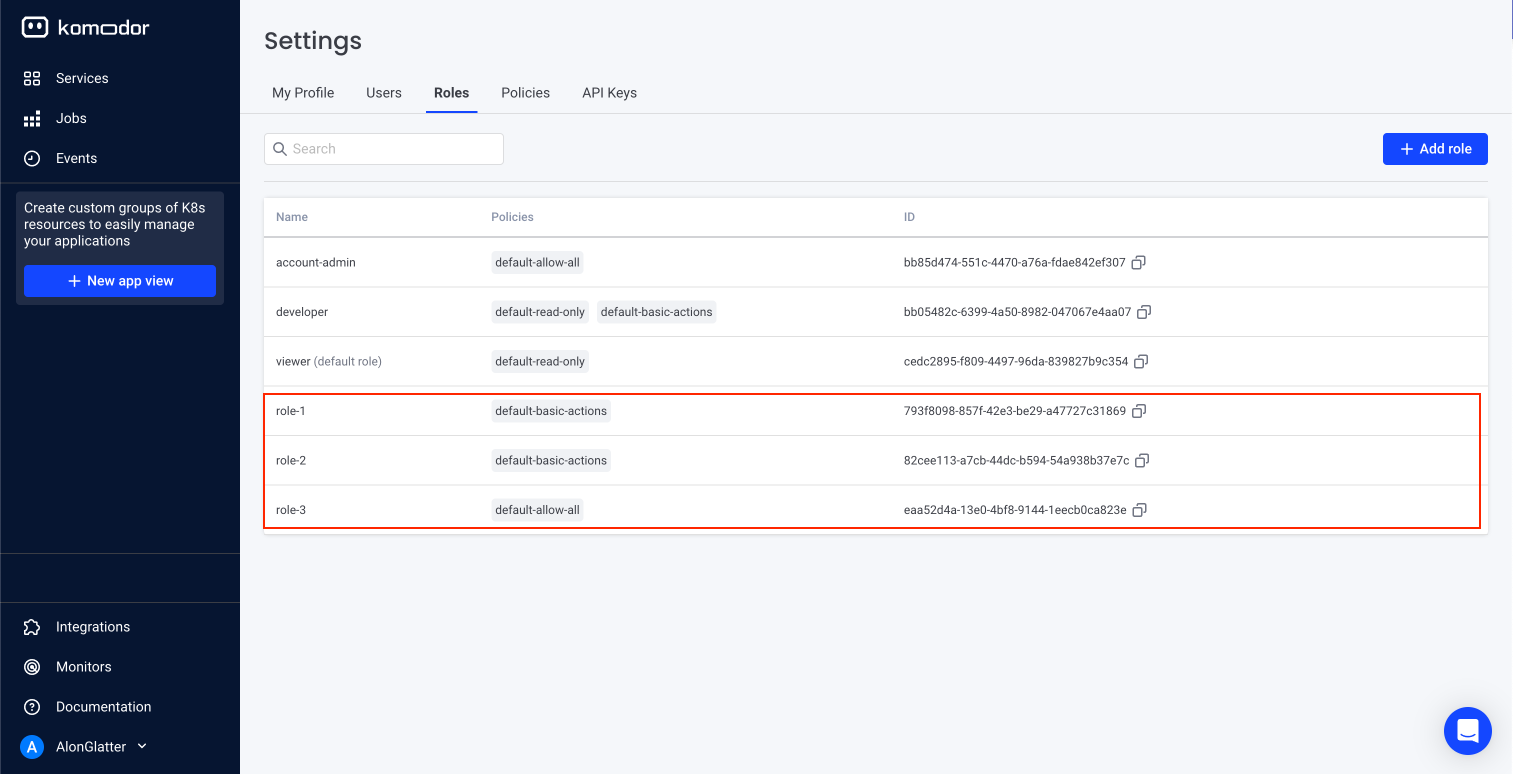 komodor
Services
Jobs
Events
Create custom groups of K8s
resources to easily manage
your applications
+ New app view
Integrations
Monitors
Documentation
A AlonGlatter
Settings
My Profile Users Roles Policies API Keys
Search
+ Add role
Name Policies ID
account-admin default-allow-all bb85d474-551c-4470-a76a-fdae842ef307
developer default-read-only default-basic-actions bb05482c-6399-4a50-8982-047067e4aa07
viewer (default role) default-read-only cedc2895-f809-4497-96da-839827b9c354
role-1 default-basic-actions 793f8098-857f-42e3-be29-a47727c31869
role-2 default-basic-actions 82cee113-a7cb-44dc-b594-54a938b37e7c
role-3 default-allow-all eaa52d4a-13e0-4bf8-9144-1eecb0ca823e